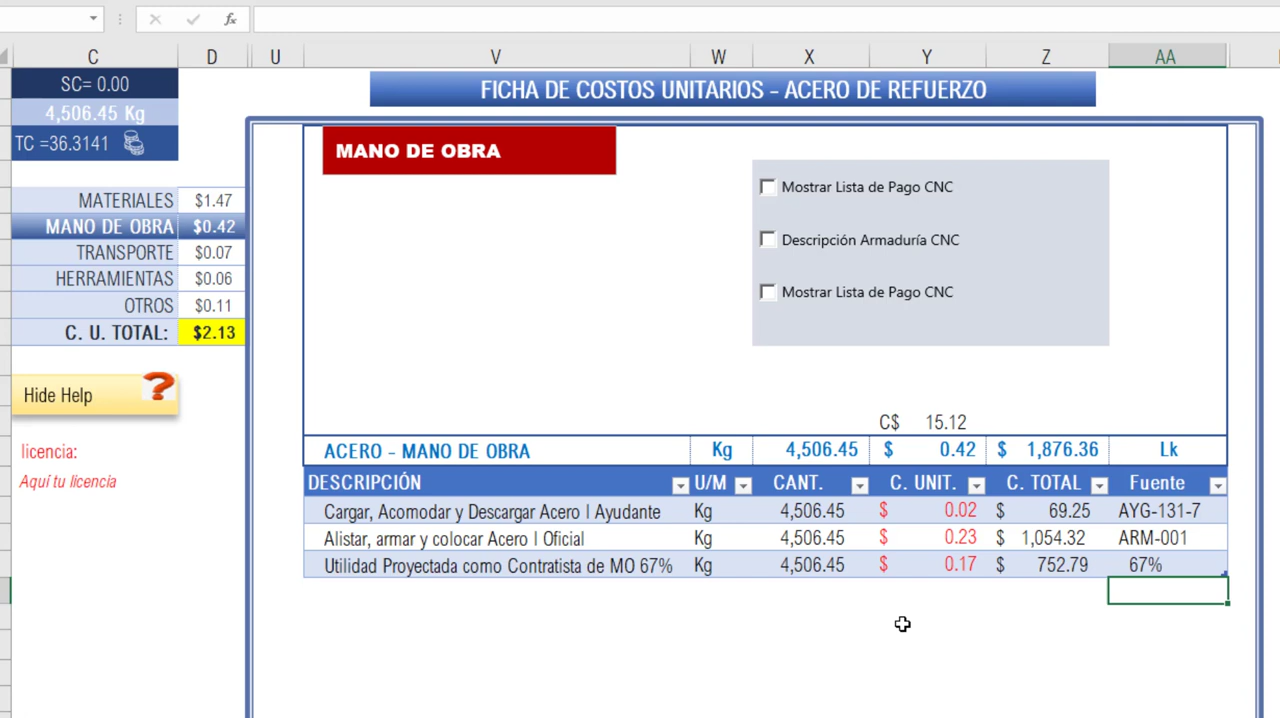 fx
C D U V W X Y Z AA
SC= 0.00
4,506.45 Kg
TC =36.3141
MATERIALES $1.47
MANO DE OBRA $0.42
TRANSPORTE $0.07
HERRAMIENTAS $0.06
OTROS $0.11
C. U. TOTAL: $2.13
Hide Help ?
licencia:
Aquí tu licencia
FICHA DE COSTOS UNITARIOS - ACERO DE REFUERZO
MANO DE OBRA
Mostrar Lista de Pago CNC
Descripción Armaduría CNC
Mostrar Lista de Pago CNC
C$ 15.12
ACERO - MANO DE OBRA Kg 4,506.45 $ 0.42 $ 1,876.36 Lk
DESCRIPCIÓN U/M CANT. C. UNIT. C. TOTAL Fuente
Cargar, Acomodar y Descargar Acero | Ayudante Kg 4,506.45 $ 0.02 $ 69.25 AYG-131-7
Alistar, armar y colocar Acero | Oficial Kg 4,506.45 $ 0.23 $ 1,054.32 ARM-001
Utilidad Proyectada como Contratista de MO 67% Kg 4,506.45 $ 0.17 $ 752.79 67%